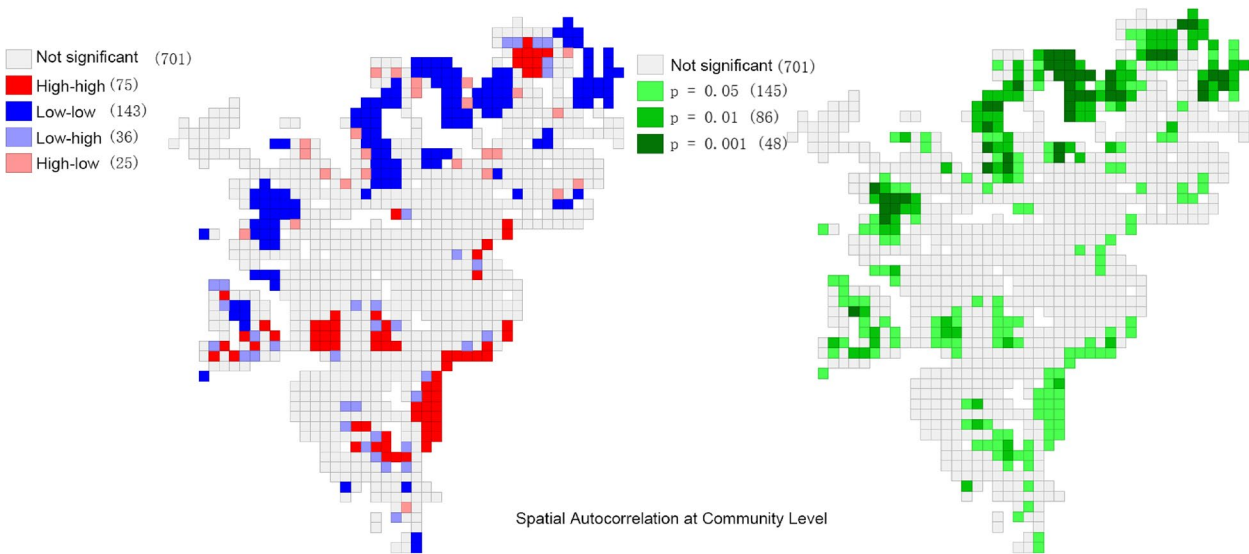 Not significant (701)
High-high (75)
Low-low (143)
Low-high (36)
High-low (25)
Not significant (701)
p = 0.05 (145)
p = 0.01 (86)
p = 0.001 (48)
Spatial Autocorrelation at Community Level